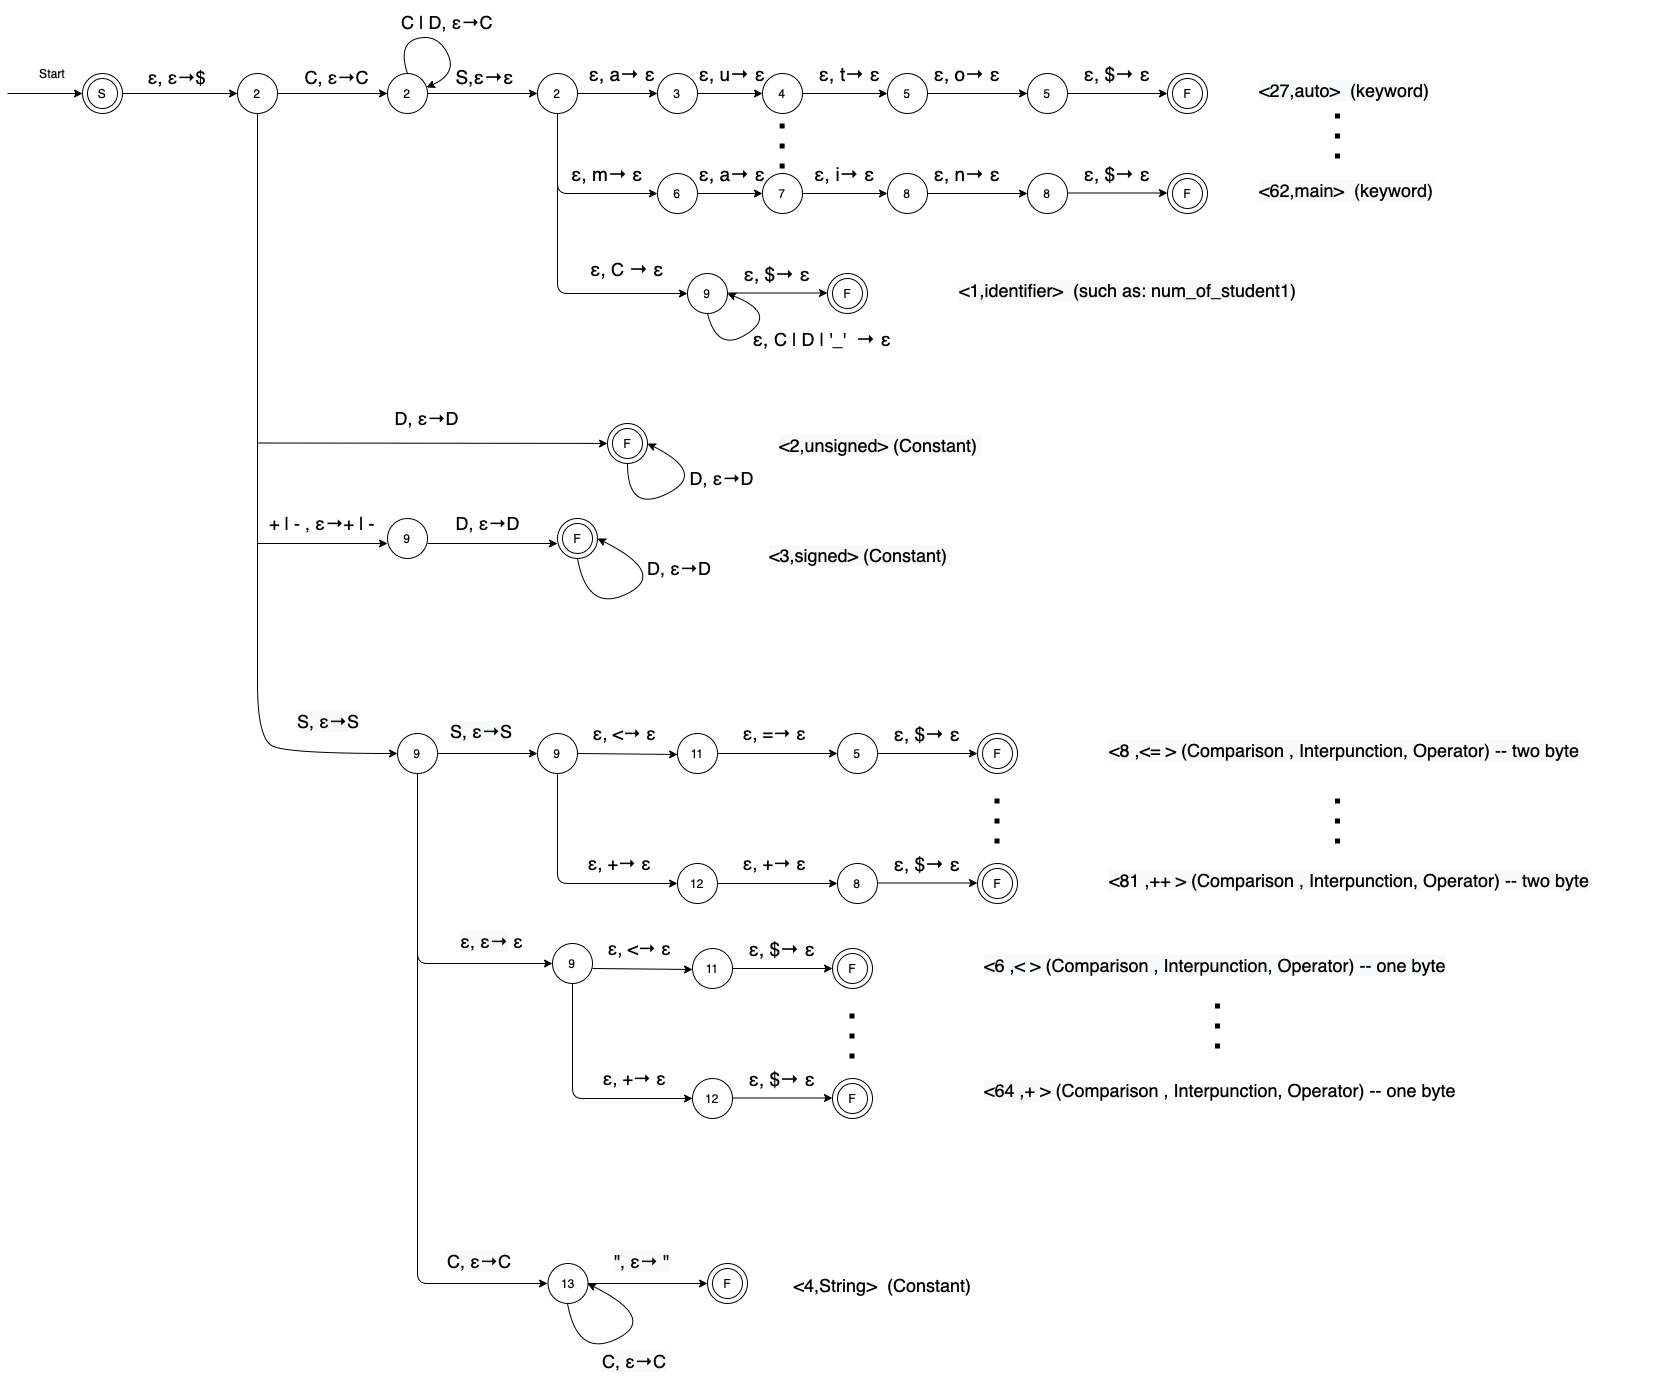 C | D, ε→C
Start
ε, ε→$
C, ε→C
S,ε→ε
ε, a→ ε
ε, u→ ε
ε, t→ ε
ε, o→ ε
ε, $→ ε
S
2
2
2
3
4
5
5
F
<27,auto> (keyword)
ε, m→ ε
ε, a→ ε
ε, i→ ε
ε, n→ ε
ε, $→ ε
6
7
8
8
F
<62,main> (keyword)
ε, C → ε
ε, $→ ε
9
F
<1,identifier> (such as: num_of_student1)
ε, C | D | '_' → ε
D, ε→D
F
<2,unsigned> (Constant)
D, ε→D
+ | - , ε→+ | -
D, ε→D
9
F
<3,signed> (Constant)
D, ε→D
S, ε→S
S, ε→S
ε, <→ ε
ε, =→ ε
ε, $→ ε
9
9
11
5
F
<8 ,<= > (Comparison , Interpunction, Operator) -- two byte
ε, +→ ε
ε, +→ ε
ε, $→ ε
12
8
F
<81 ,++ > (Comparison , Interpunction, Operator) -- two byte
ε, ε→ ε
ε, <→ ε
ε, $→ ε
9
11
F
<6 ,< > (Comparison , Interpunction, Operator) -- one byte
ε, +→ ε
ε, $→ ε
12
F
<64 ,+ > (Comparison , Interpunction, Operator) -- one byte
C, ε→C
", ε→ "
13
F
<4,String> (Constant)
C, ε→C